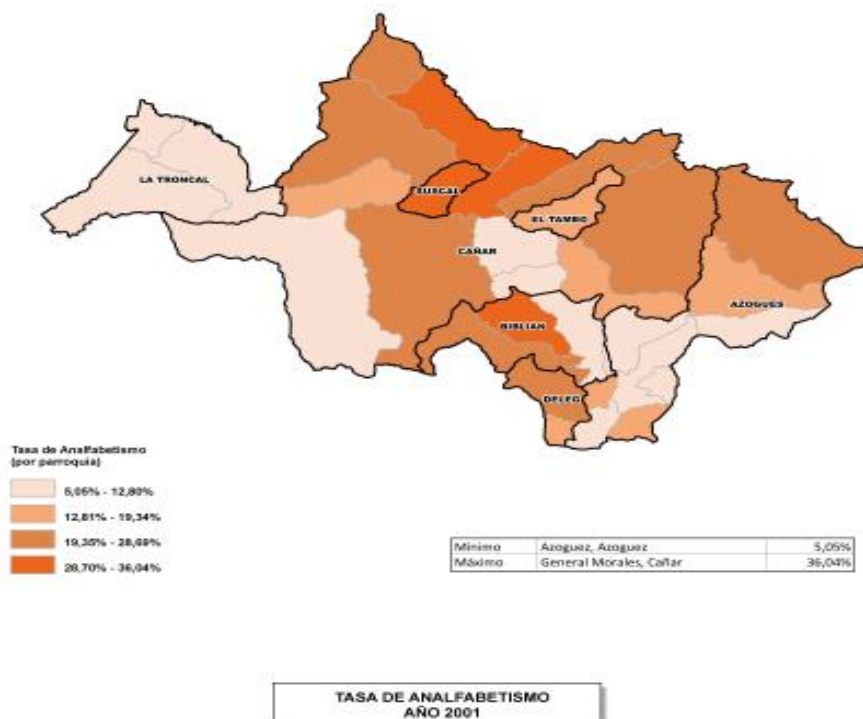 LA TRONCAL
SUSCAL
EL TAMBO
CAÑAR
AZOGUES
BIBLIAN
DELEG
Tasa de Analfabetismo
(por parroquia)
5,05% - 12,80%
12,81% - 19,34%
19,35% - 28,69%
28,70% - 36,04%
Mínimo Azoguez, Azoguez 5,05%
Máximo General Morales, Cañar 36,04%
TASA DE ANALFABETISMO
AÑO 2001